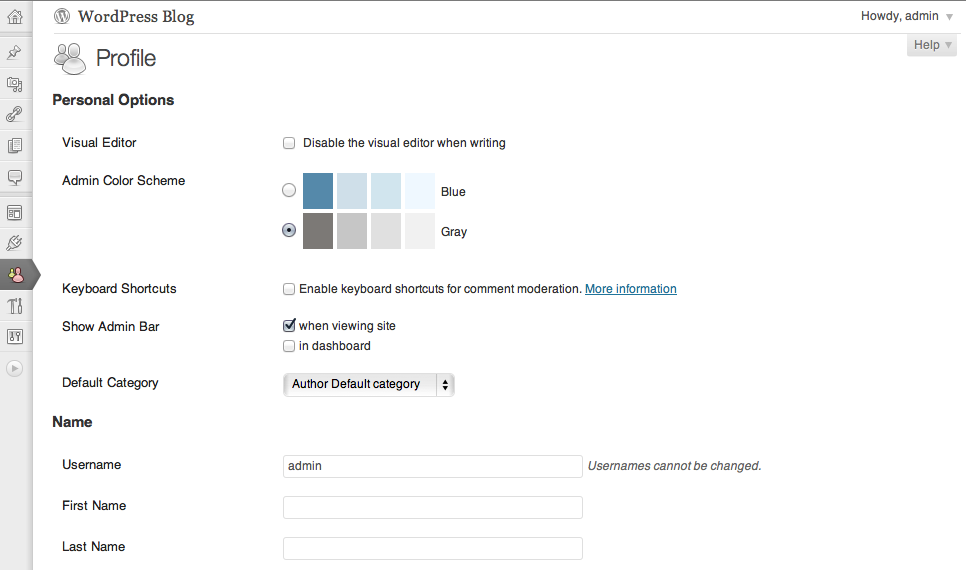 WordPress Blog
Howdy, admin
Help
Profile
Personal Options
Visual Editor
Disable the visual editor when writing
Admin Color Scheme
Blue
Gray
Keyboard Shortcuts
Enable keyboard shortcuts for comment moderation. More information
Show Admin Bar
when viewing site
in dashboard
Default Category
Author Default category
Name
Username
admin
Usernames cannot be changed.
First Name
Last Name